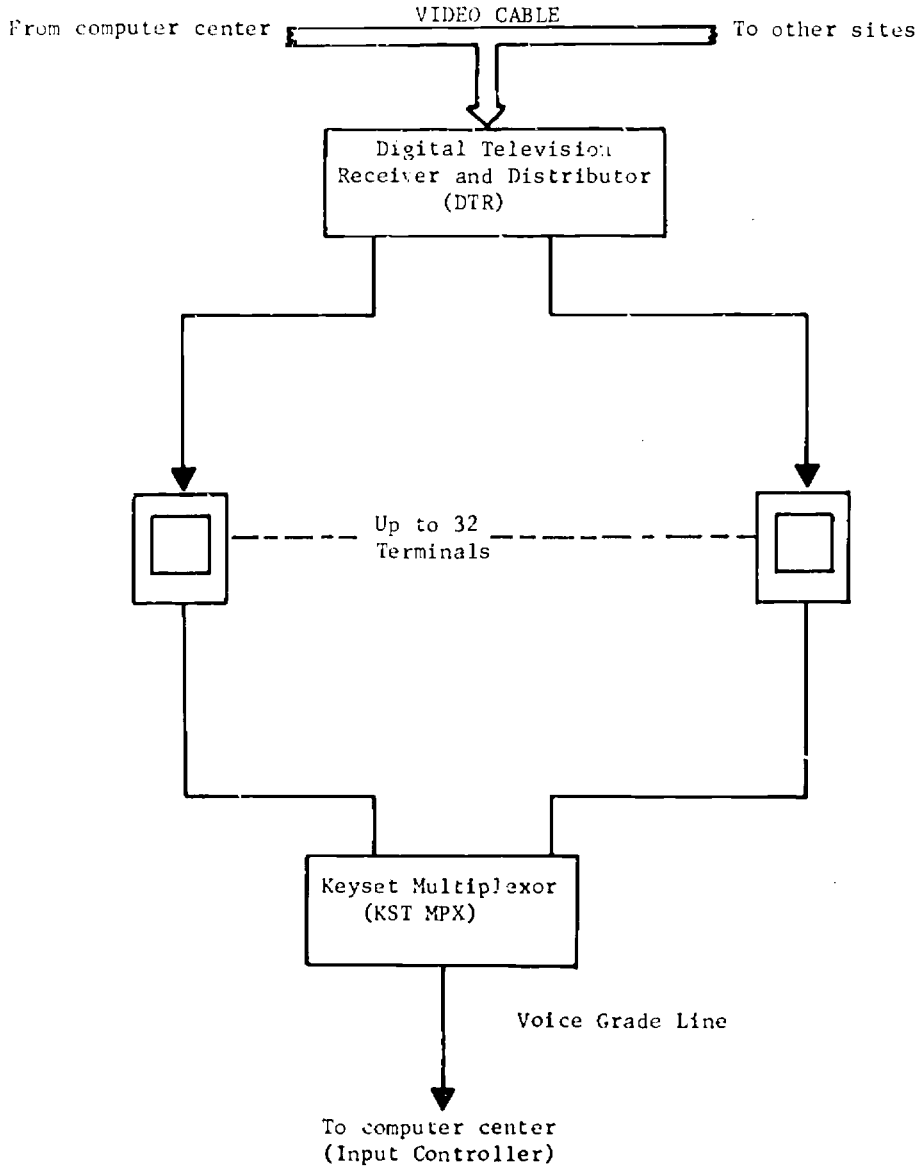 VIDEO CABLE
From computer center
To other sites
Digital Television
Receiver and Distributor
(DTR)
Up to 32
Terminals
Keyset Multiplexor
(KST MPX)
Voice Grade Line
To computer center
(Input Controller)